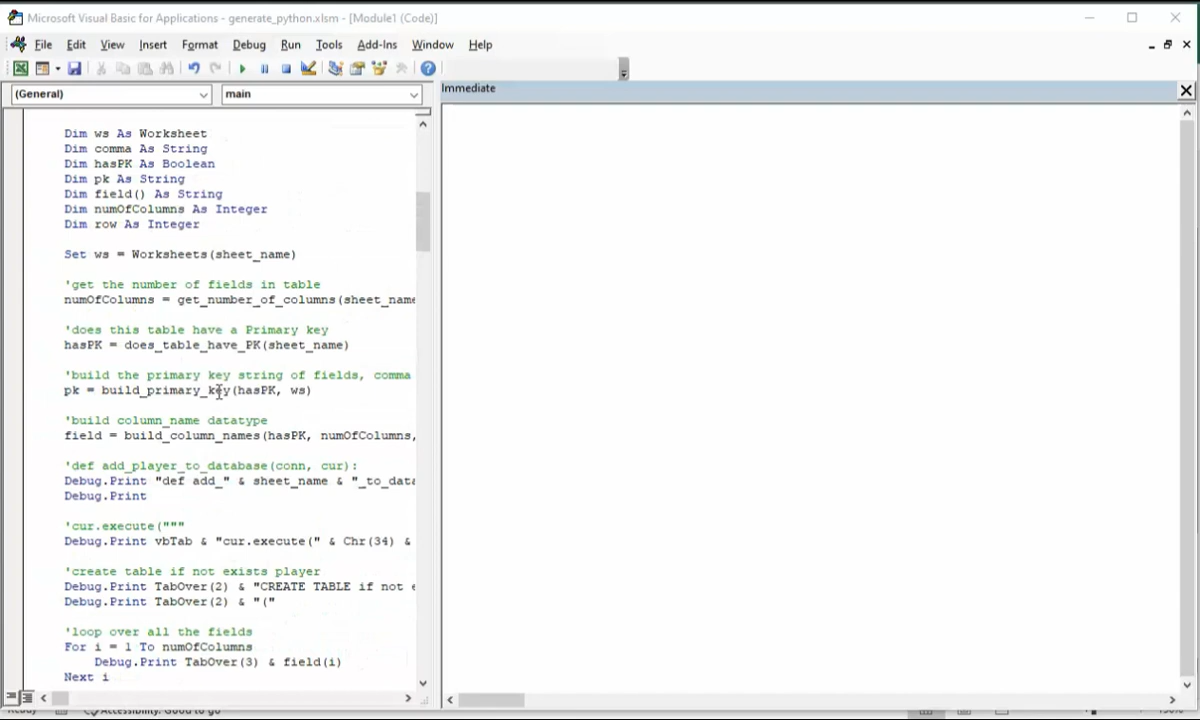 Microsoft Visual Basic for Applications - generate_python.xlsm - [Module1 (Code)]
File Edit View Insert Format Debug Run Tools Add-Ins Window Help
(General) main
Immediate
Dim ws As Worksheet
Dim comma As String
Dim hasPK As Boolean
Dim pk As String
Dim field() As String
Dim numOfColumns As Integer
Dim row As Integer
Set ws = Worksheets(sheet_name)
'get the number of fields in table
numOfColumns = get_number_of_columns(sheet_name
'does this table have a Primary key
hasPK = does_table_have_PK(sheet_name)
'build the primary key string of fields, comma
pk = build_primary_key(hasPK, ws)
'build column_name datatype
field = build_column_names(hasPK, numOfColumns,
'def add_player_to_database(conn, cur):
Debug.Print "def add_" & sheet_name & "_to_data
Debug.Print
'cur.execute("""
Debug.Print vbTab & "cur.execute(" & Chr(34) &
'create table if not exists player
Debug.Print TabOver(2) & "CREATE TABLE if not e
Debug.Print TabOver(2) & "("
'loop over all the fields
For i = 1 To numOfColumns
Debug.Print TabOver(3) & field(i)
Next i
Ready Accessibility: Good to go